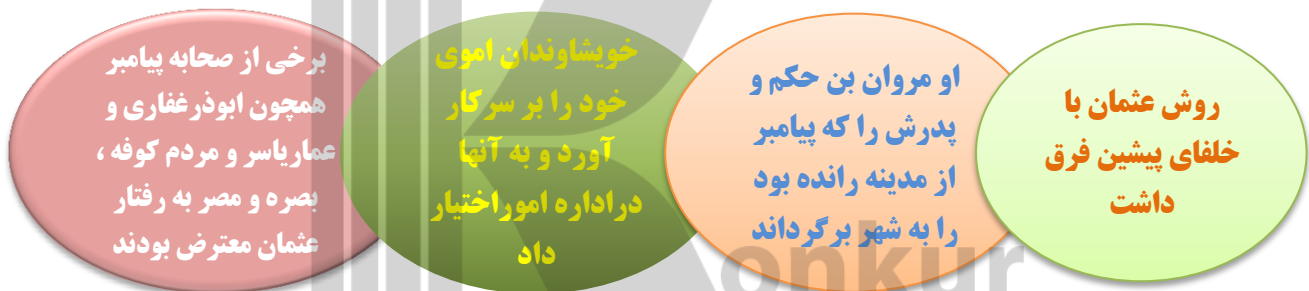 روش عثمان با
خلفای پیشین فرق
داشت
او مروان بن حکم و
پدرش را که پیامبر
از مدینه رانده بود
را به شهر برگرداند
خویشاوندان اموی
خود را بر سرکار
آورد و به آنها
دراداره اموراختیار
داد
برخی از صحابه پیامبر
همچون ابوذرغفاری و
عماریاسر و مردم کوفه ،
بصره و مصر به رفتار
عثمان معترض بودند
onkur